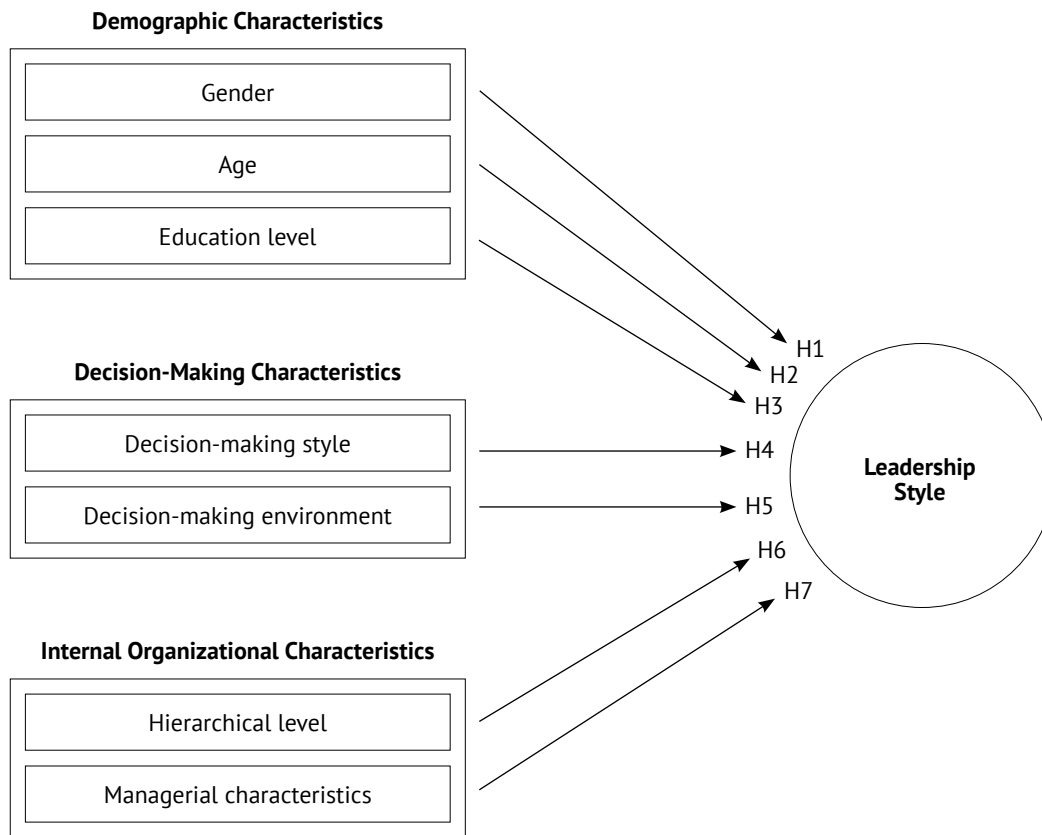 Demographic Characteristics
Gender
Age
Education level
H1
H2
H3
Decision-Making Characteristics
Decision-making style
H4
Decision-making environment
H5
Leadership
Style
H6
H7
Internal Organizational Characteristics
Hierarchical level
Managerial characteristics